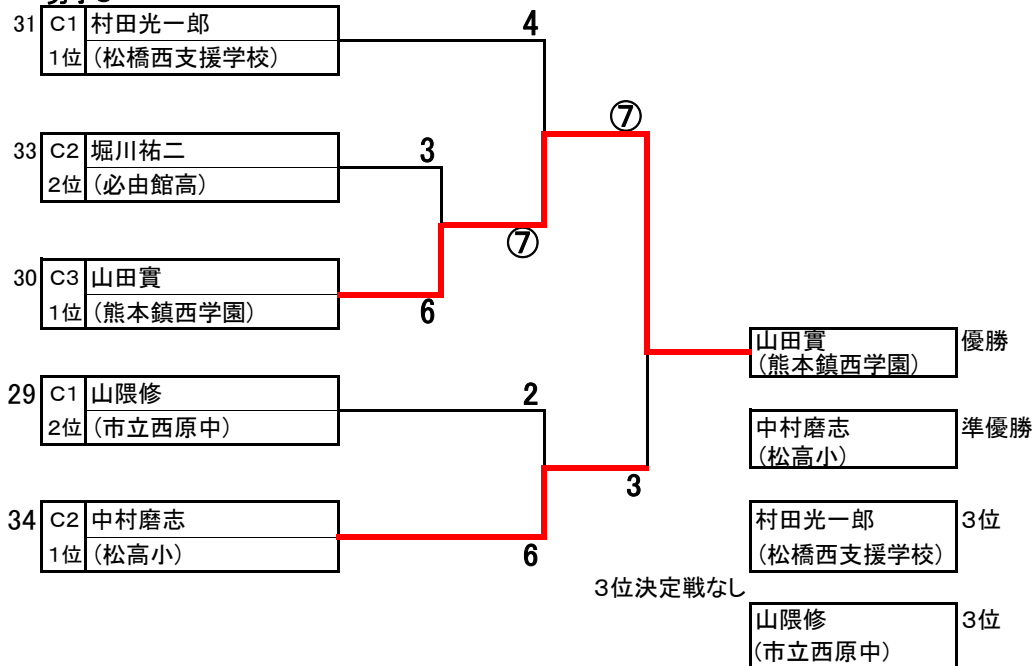 31 C1 村田光一郎
1位 (松橋西支援学校)
4
⑦
33 C2 堀川祐二
2位 (必由館高)
3
⑦
30 C3 山田實
1位 (熊本鎮西学園)
6
山田實 優勝
(熊本鎮西学園)
29 C1 山隈修
2位 (市立西原中)
2
中村磨志 準優勝
(松高小)
3
34 C2 中村磨志
1位 (松高小)
6
村田光一郎 3位
(松橋西支援学校)
3位決定戦なし
山隈修 3位
(市立西原中)